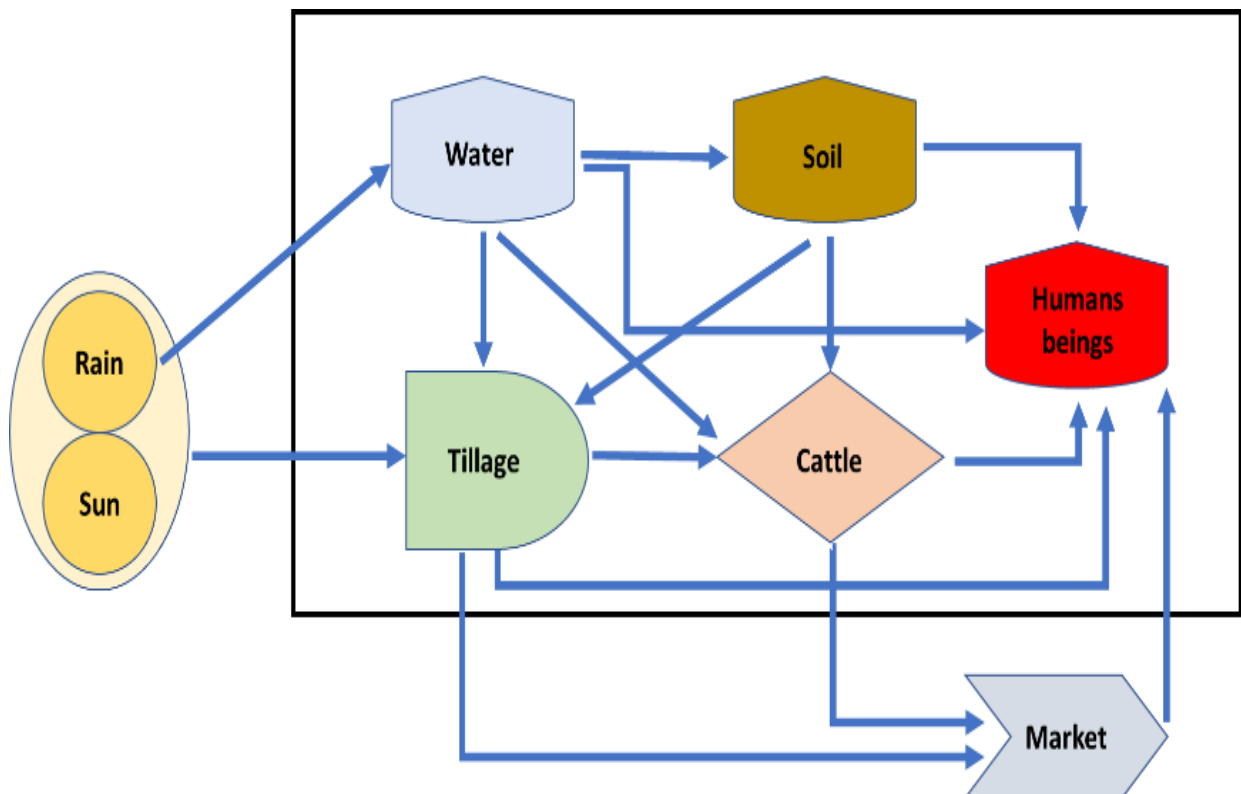 Water
Soil
Humans
beings
Rain
Sun
Tillage
Cattle
Market